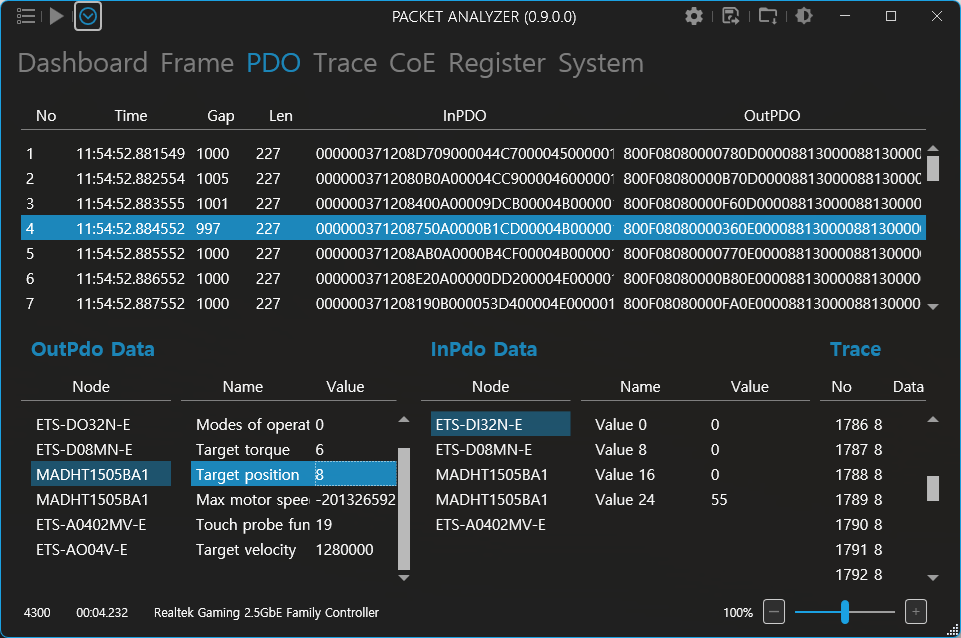 PACKET ANALYZER (0.9.0.0)
Dashboard Frame PDO Trace CoE Register System
No Time Gap Len InPDO OutPDO
1 11:54:52.881549 1000 227 000000371208D709000044C7000045000001 800F08080000780D0000881300008813000
2 11:54:52.882554 1005 227 0000003712080B0A00004CC9000046000001 800F08080000B70D0000881300008813000
3 11:54:52.883555 1001 227 000000371208400A00009DCB00004B00000 800F08080000F60D0000881300008813000
4 11:54:52.884552 997 227 000000371208750A0000B1CD00004B00000 800F08080000360E0000881300008813000
5 11:54:52.885552 1000 227 000000371208AB0A0000B4CF00004B00000 800F08080000770E0000881300008813000
6 11:54:52.886552 1000 227 000000371208E20A00000DD200004E00000 800F08080000B80E0000881300008813000
7 11:54:52.887552 1000 227 000000371208190B000053D400004E000001 800F08080000FA0E0000881300008813000
OutPdo Data InPdo Data Trace
Node Name Value Node Name Value No Data
ETS-DO32N-E Modes of operat 0 ETS-DI32N-E Value 0 0 1786 8
ETS-D08MN-E Target torque 6 ETS-D08MN-E Value 8 0 1787 8
MADHT1505BA1 Target position 8 MADHT1505BA1 Value 16 0 1788 8
MADHT1505BA1 Max motor spee -201326592 MADHT1505BA1 Value 24 55 1789 8
ETS-A0402MV-E Touch probe fun 19 ETS-A0402MV-E 1790 8
ETS-AO04V-E Target velocity 1280000 1791 8
1792 8
4300 00:04.232 Realtek Gaming 2.5GbE Family Controller 100%